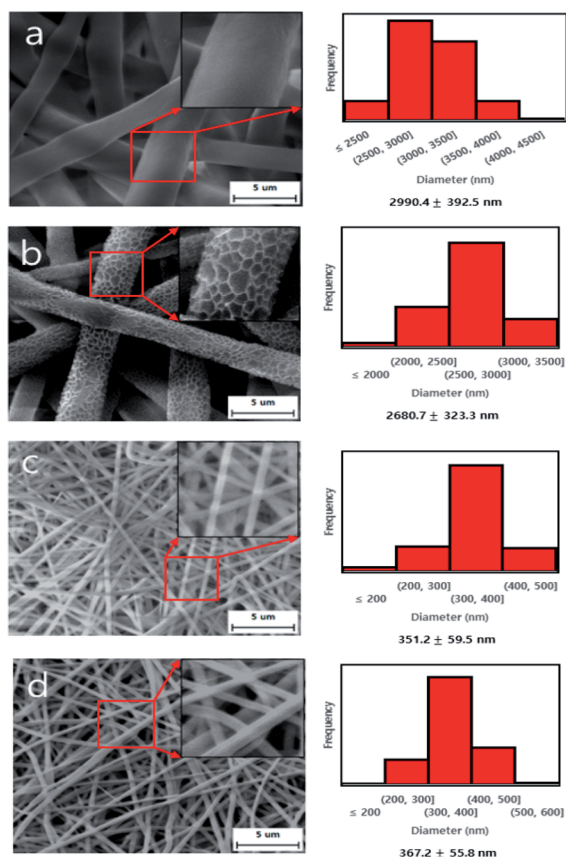 a
5 um
Frequency
≤ 2500
(2500, 3000]
(3000, 3500]
(3500, 4000]
(4000, 4500]
Diameter (nm)
2990.4 ± 392.5 nm
b
5 um
Frequency
(2000, 2500]
(3000, 3500]
≤ 2000
(2500, 3000]
Diameter (nm)
2680.7 ± 323.3 nm
c
5 um
Frequency
(200, 300]
(400, 500]
≤ 200
(300, 400]
Diameter (nm)
351.2 ± 59.5 nm
d
5 um
Frequency
(200, 300]
(400, 500]
≤ 200
(300, 400]
(500, 600]
Diameter (nm)
367.2 ± 55.8 nm